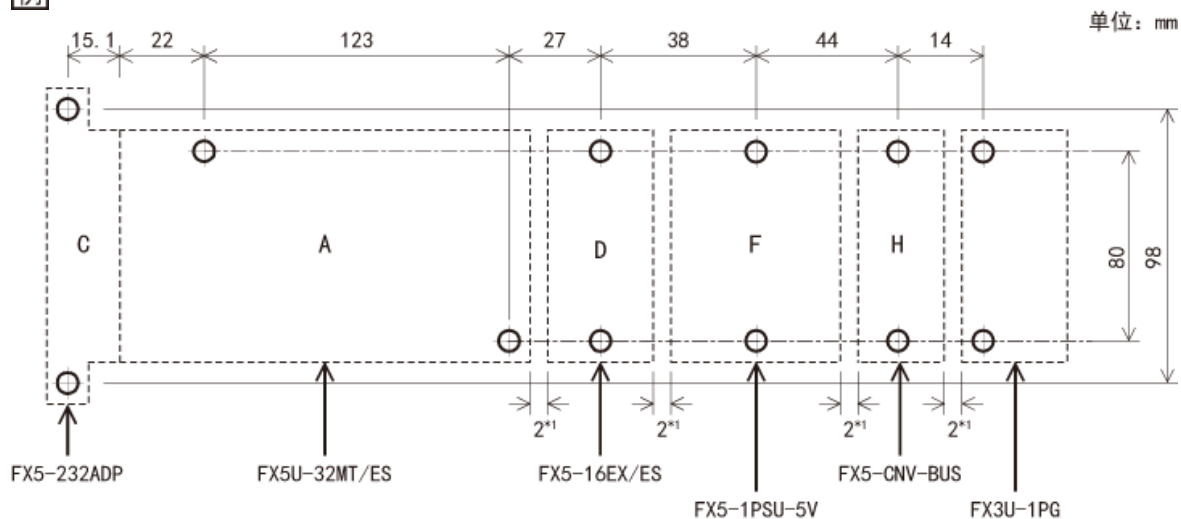 例
单位：mm
15.1 22 123 27 38 44 14
C A D F H
80
98
2*1 2*1 2*1 2*1
FX5-232ADP FX5U-32MT/ES FX5-16EX/ES FX5-CNV-BUS
FX5-1PSU-5V FX3U-1PG